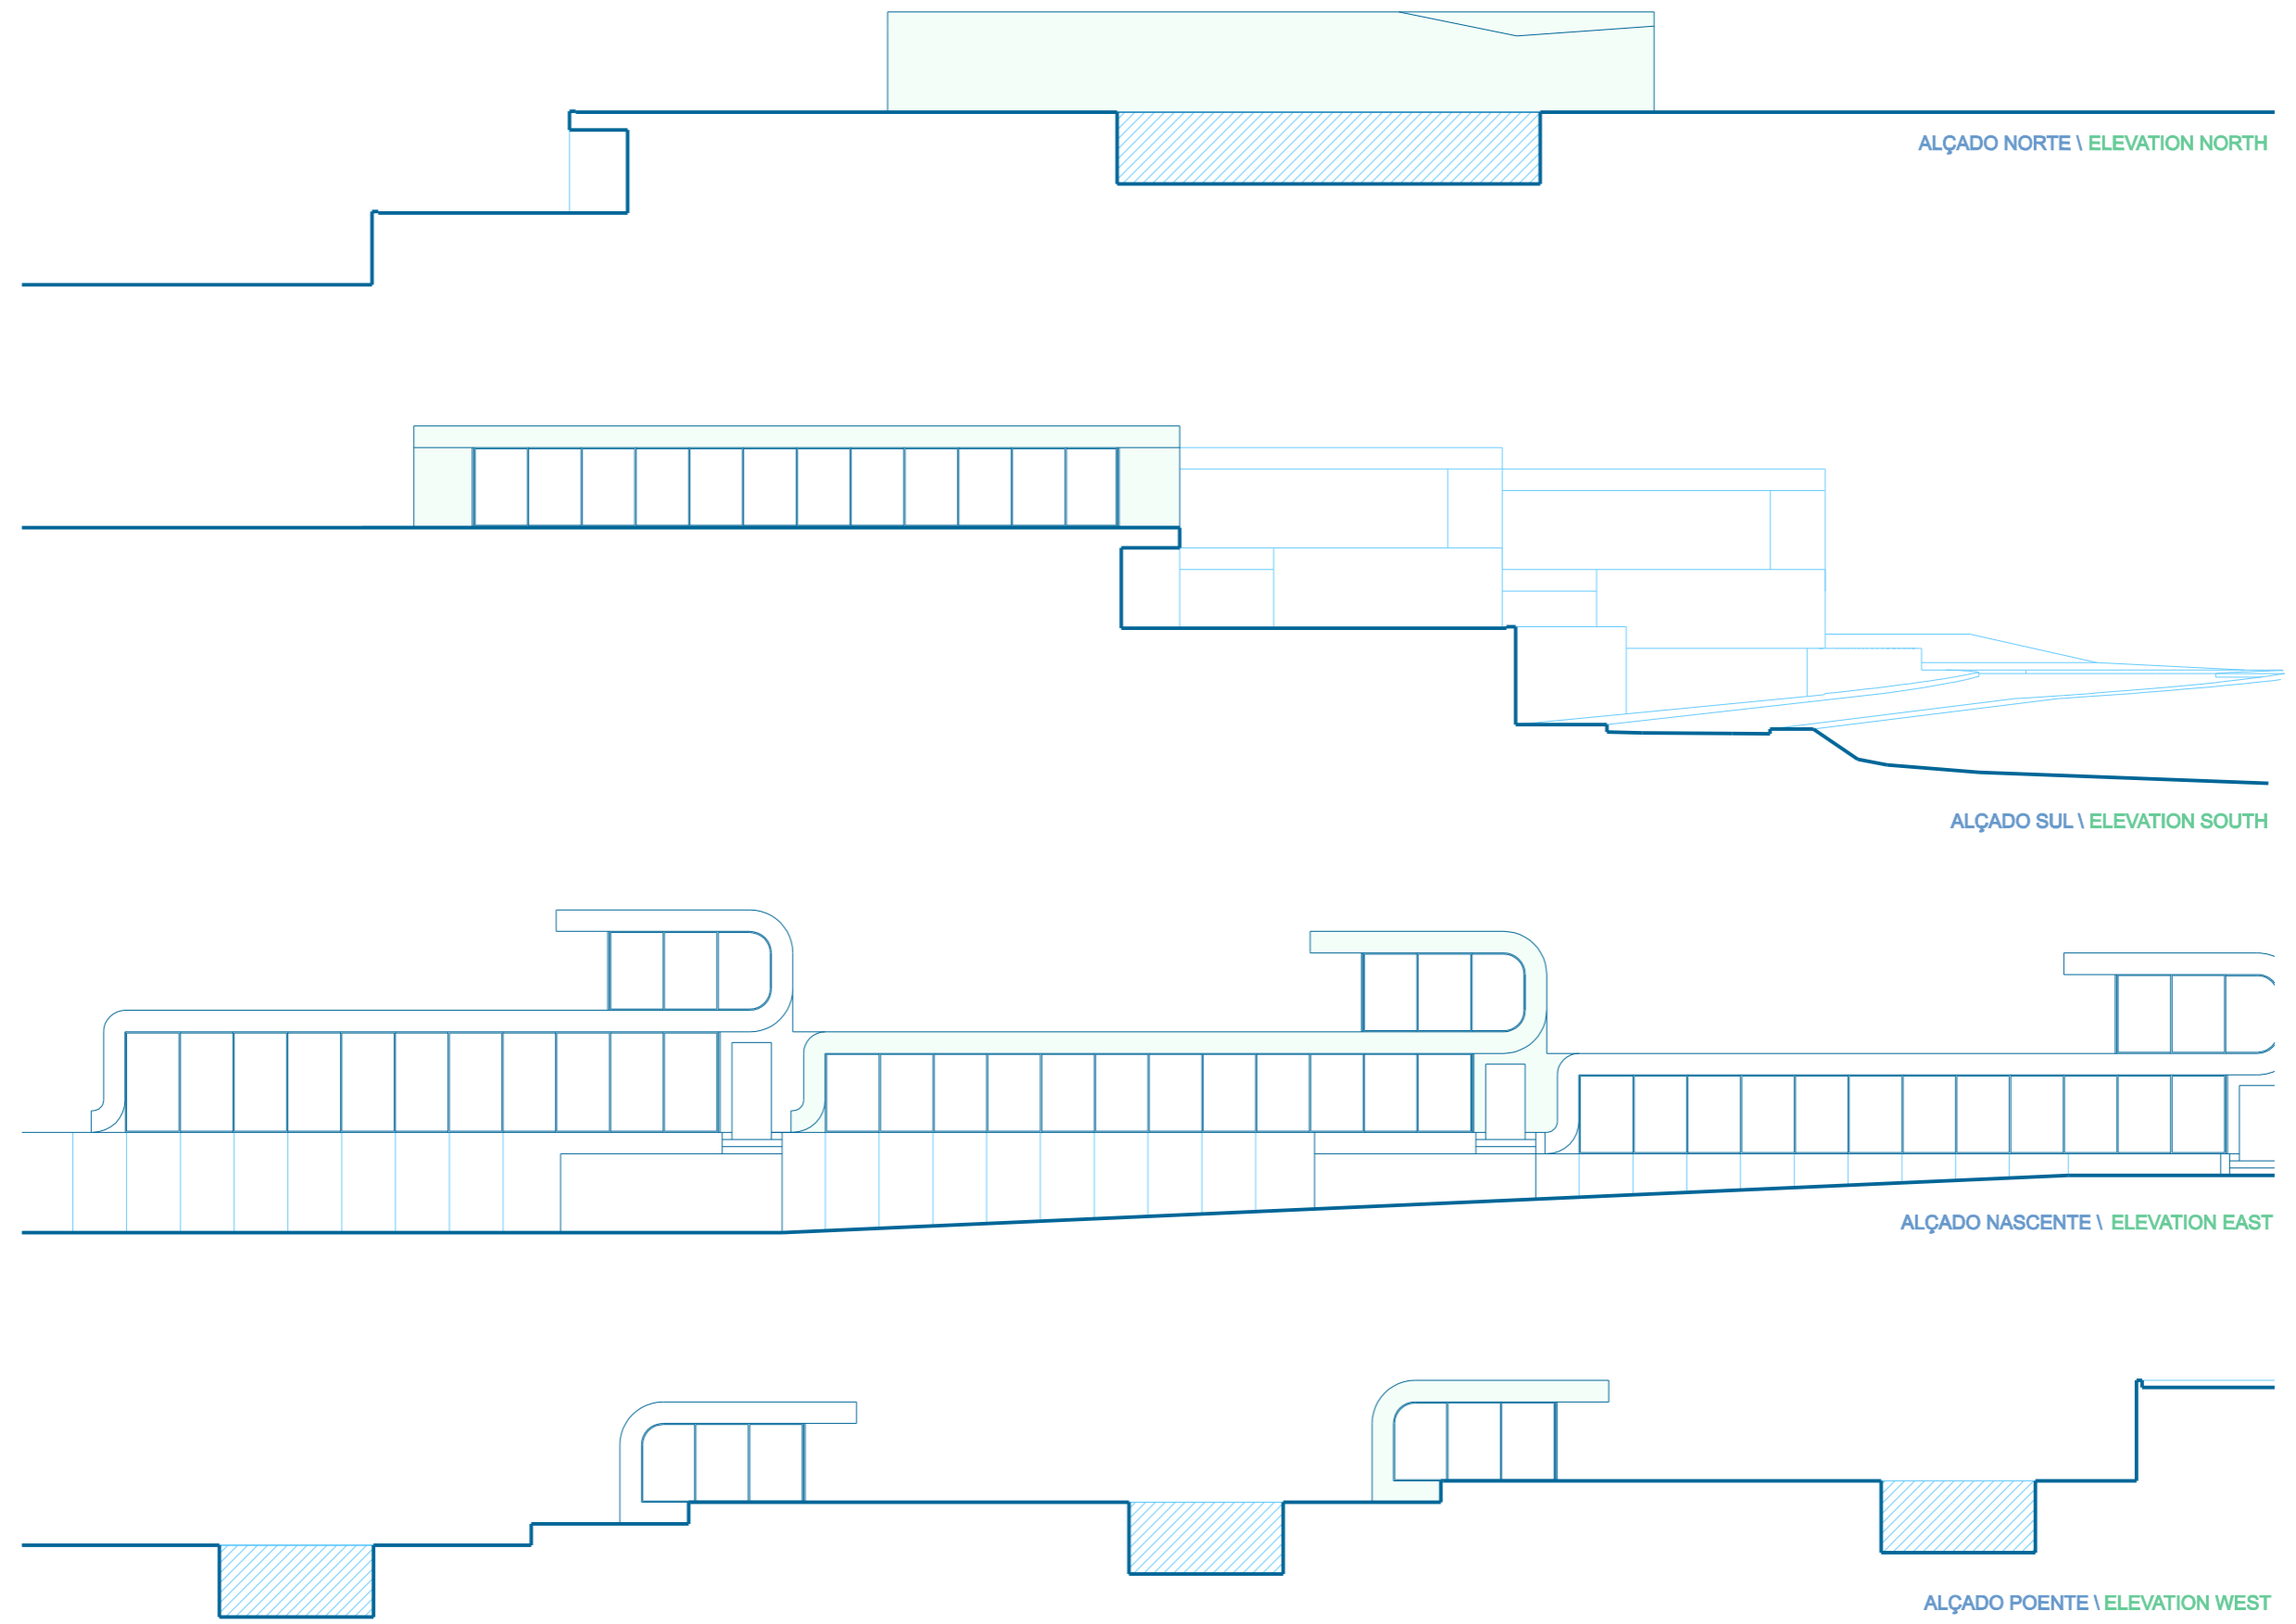 ALÇADO NORTE \ ELEVATION NORTH
ALÇADO SUL \ ELEVATION SOUTH
ALÇADO NASCENTE \ ELEVATION EAST
ALÇADO POENTE \ ELEVATION WEST